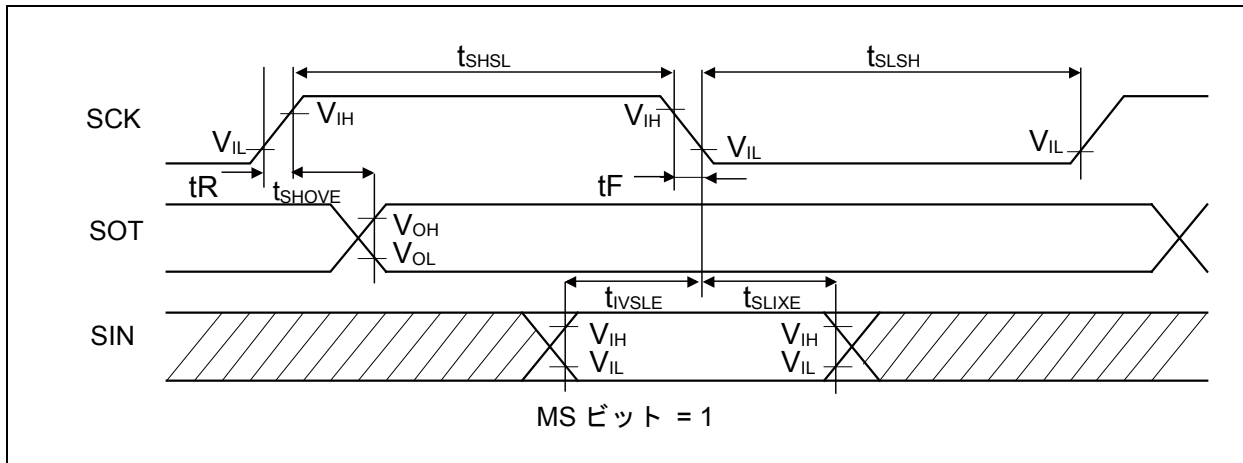 tSHSL
tSLSH
SCK
VIH
VIH
VIL
VIL
VIL
tR
tSHOVE
tF
SOT
VOH
VOL
tIVSLE
tSLIXE
SIN
VIH
VIH
VIL
VIL
MS ビット = 1